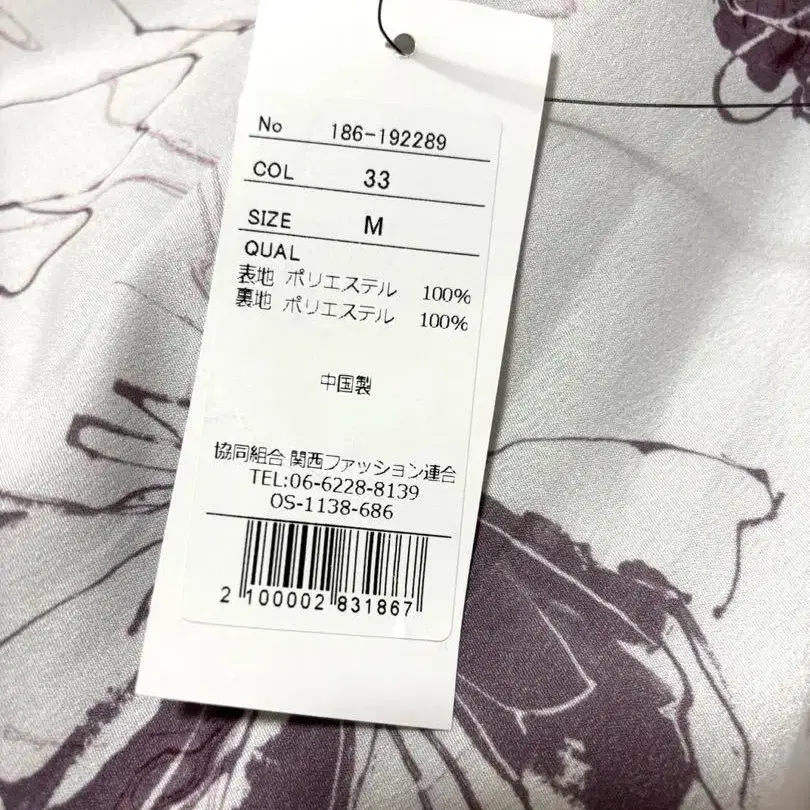 No 186-192289
COL 33
SIZE M
QUAL
表地 ポリエステル 100%
裏地 ポリエステル 100%
中国製
協同組合 関西ファッション連合
TEL:06-6228-8139
OS-1138-686
2 100002 831867